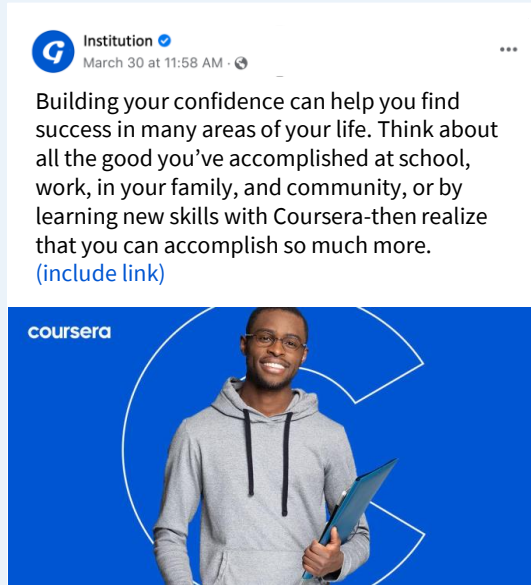 Institution
March 30 at 11:58 AM ·
Building your confidence can help you find
success in many areas of your life. Think about
all the good you’ve accomplished at school,
work, in your family, and community, or by
learning new skills with Coursera-then realize
that you can accomplish so much more.
(include link)
coursera